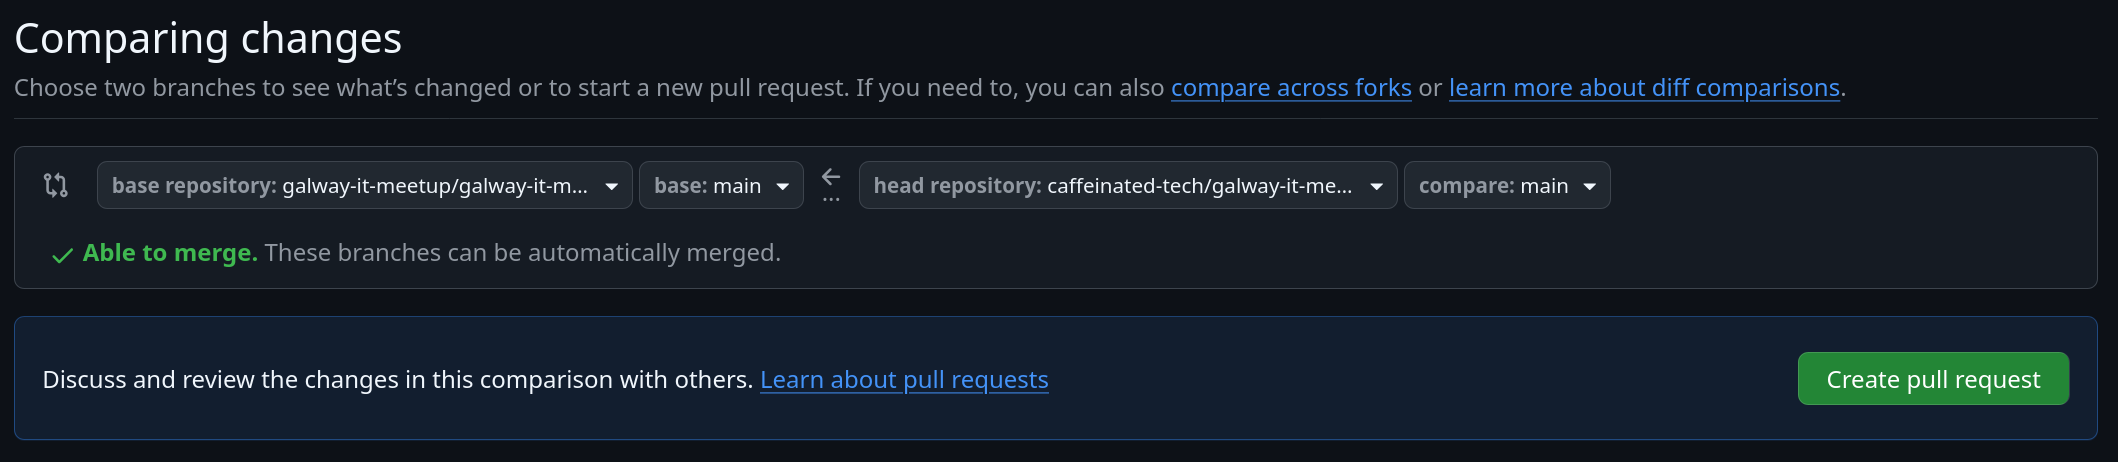 Comparing changes
Choose two branches to see what’s changed or to start a new pull request. If you need to, you can also compare across forks or learn more about diff comparisons.
base repository: galway-it-meetup/galway-it-m... base: main ... head repository: caffeinated-tech/galway-it-me... compare: main
Able to merge. These branches can be automatically merged.
Discuss and review the changes in this comparison with others. Learn about pull requests
Create pull request